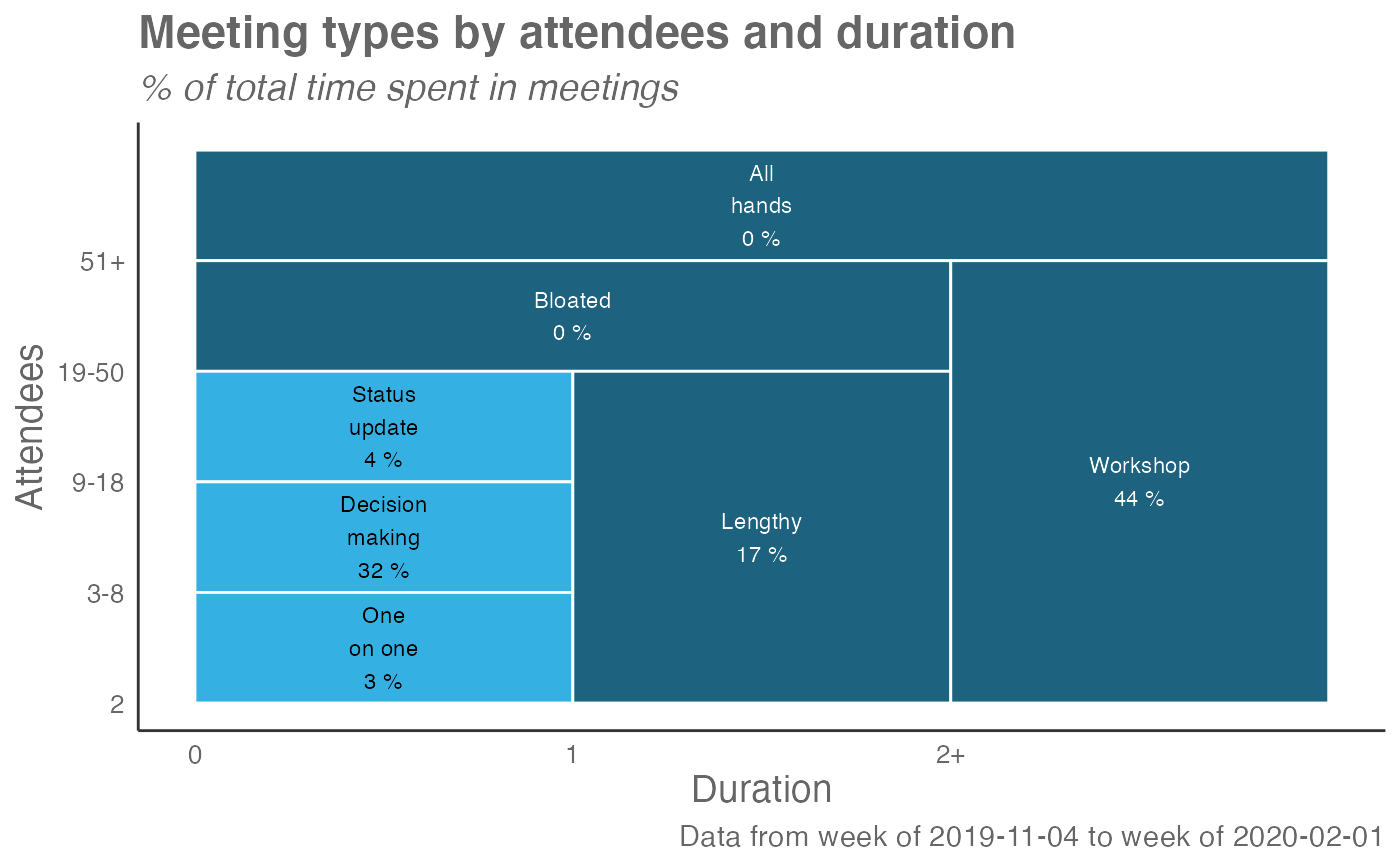 Meeting types by attendees and duration
% of total time spent in meetings
All
hands
0 %
51+
Bloated
0 %
19-50
Status
update
4 %
9-18
Decision
making
32 %
3-8
One
on one
3 %
2
Lengthy
17 %
Workshop
44 %
Attendees
0
1
2+
Duration
Data from week of 2019-11-04 to week of 2020-02-01